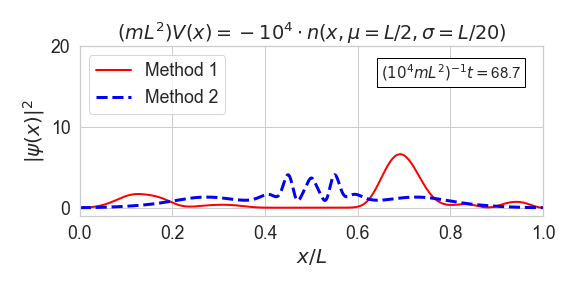 (mL²)V(x) = −10⁴ · n(x, μ = L/2, σ = L/20)
Method 1
Method 2
(10⁴mL²)⁻¹t = 68.7
|ψ(x)|²
20
10
0
0.0 0.2 0.4 0.6 0.8 1.0
x/L